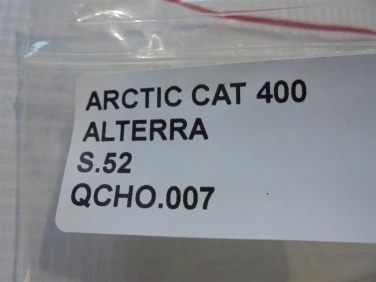 ARCTIC CAT 400
ALTERRA
S.52
QCHO.007